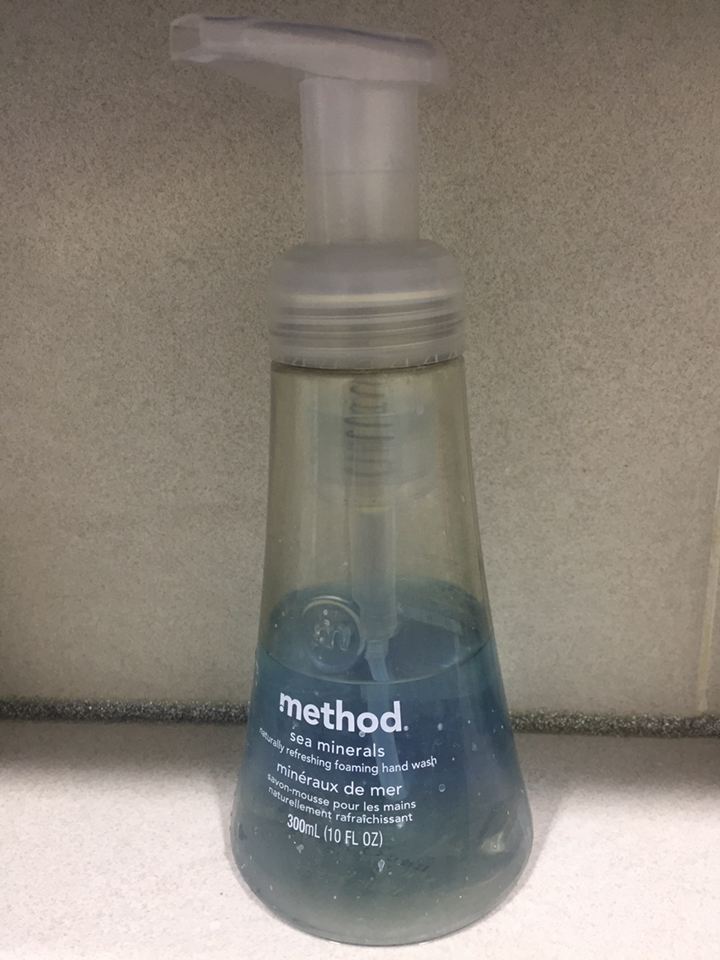 m
method.
sea minerals
naturally refreshing foaming hand wash
minéraux de mer
savon-mousse pour les mains
naturellement rafraîchissant
300mL (10 FL OZ)